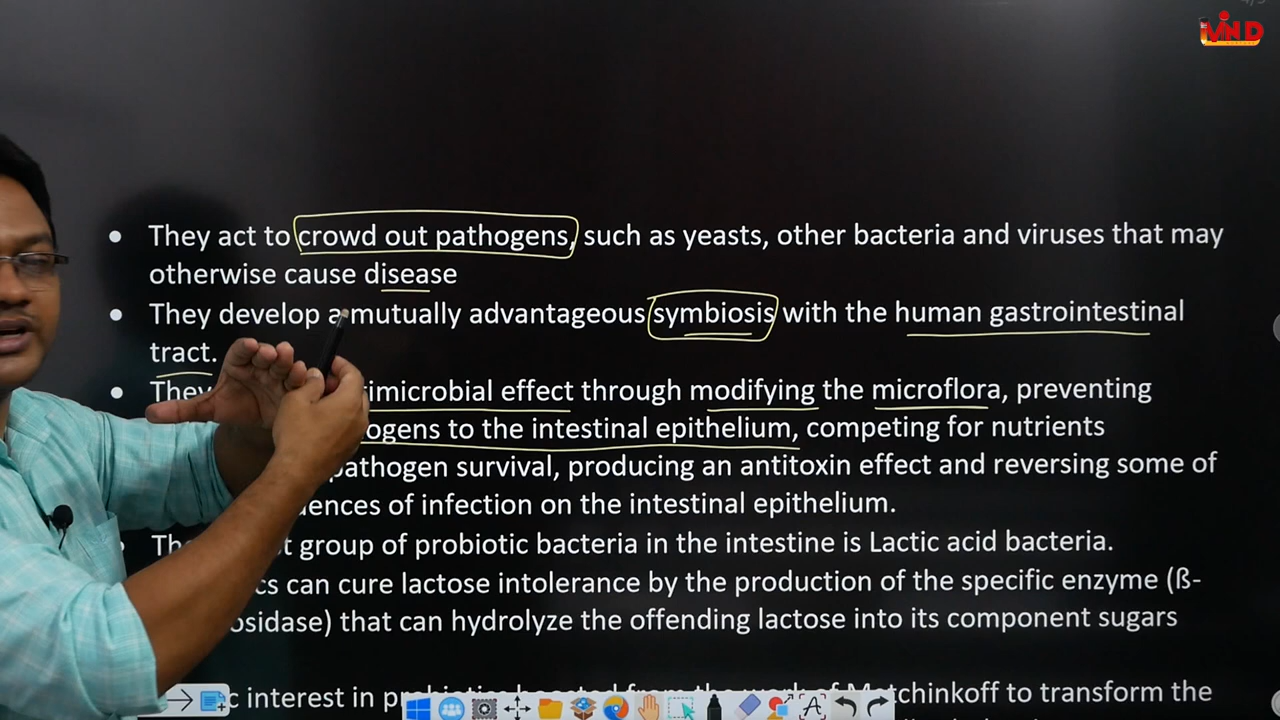 MIND
They act to crowd out pathogens, such as yeasts, other bacteria and viruses that may
otherwise cause disease
They develop a mutually advantageous symbiosis with the human gastrointestinal
tract.
They imicrobial effect through modifying the microflora, preventing
ogens to the intestinal epithelium, competing for nutrients
pathogen survival, producing an antitoxin effect and reversing some of
ences of infection on the intestinal epithelium.
t group of probiotic bacteria in the intestine is Lactic acid bacteria.
cs can cure lactose intolerance by the production of the specific enzyme (ß-
osidase) that can hydrolyze the offending lactose into its component sugars
c interest in from the work of Metchinkoff to transform the